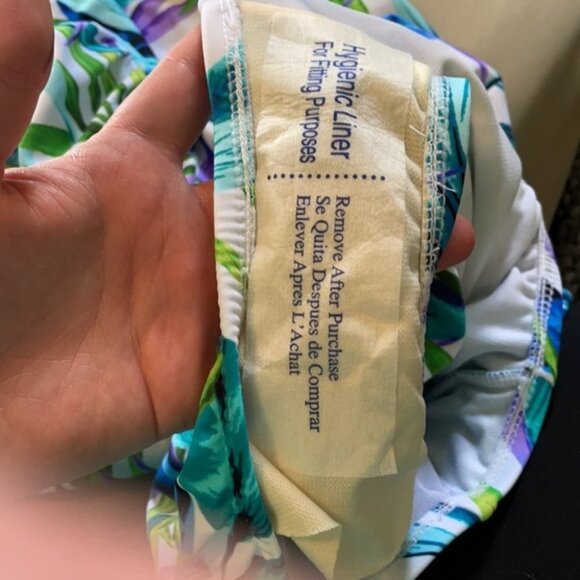 Hygienic Liner
For Fitting Purposes
Remove After Purchase
Se Quita Despues de Comprar
Enlever Apres L'Achat